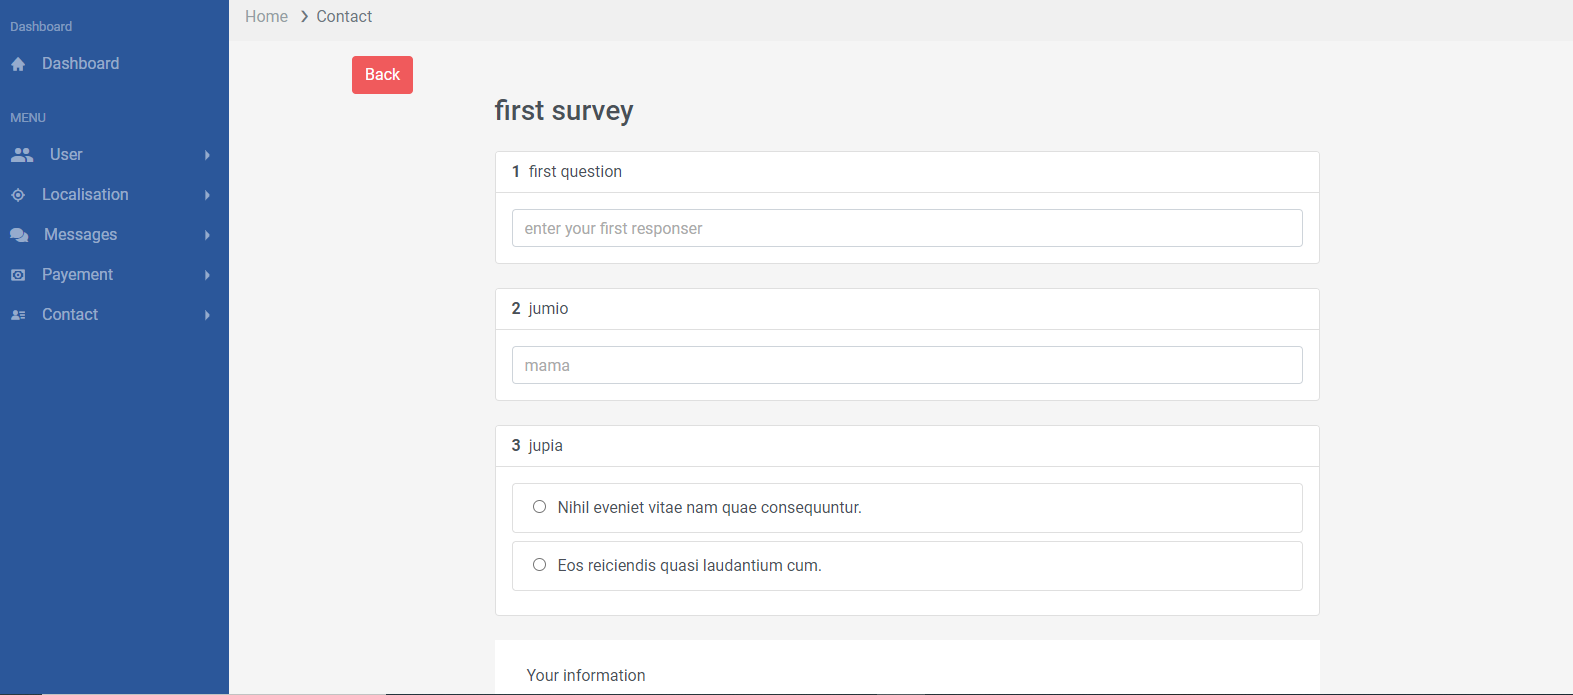 Dashboard
Dashboard
MENU
User
Localisation
Messages
Payement
Contact
Home Contact
Back
first survey
1 first question
enter your first responser
2 jumio
mama
3 jupia
Nihil eveniet vitae nam quae consequuntur.
Eos reiciendis quasi laudantium cum.
Your information